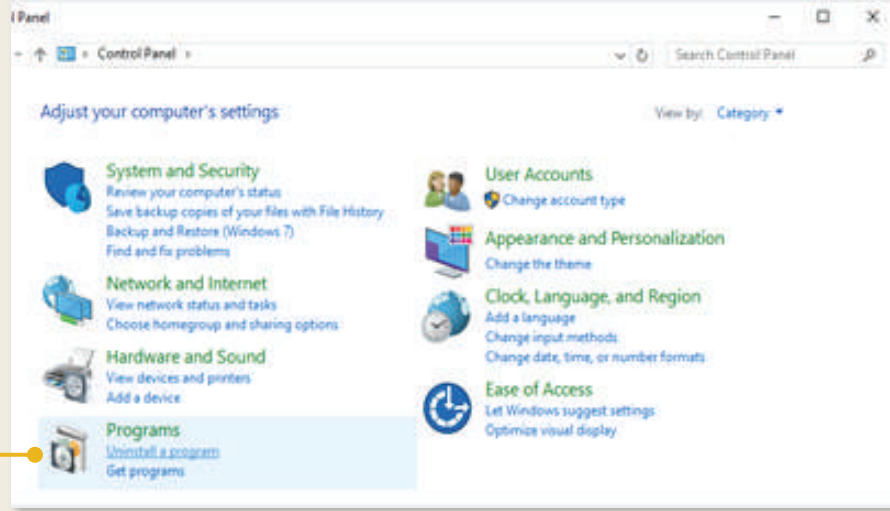 l Panel
Control Panel
Search Control Panel
Adjust your computer's settings
View by: Category
System and Security
Review your computer's status
Save backup copies of your files with File History
Backup and Restore (Windows 7)
Find and fix problems
Network and Internet
View network status and tasks
Choose homegroup and sharing options
Hardware and Sound
View devices and printers
Add a device
Programs
Uninstall a program
Get programs
User Accounts
Change account type
Appearance and Personalization
Change the theme
Clock, Language, and Region
Add a language
Change input methods
Change date, time, or number formats
Ease of Access
Let Windows suggest settings
Optimize visual display